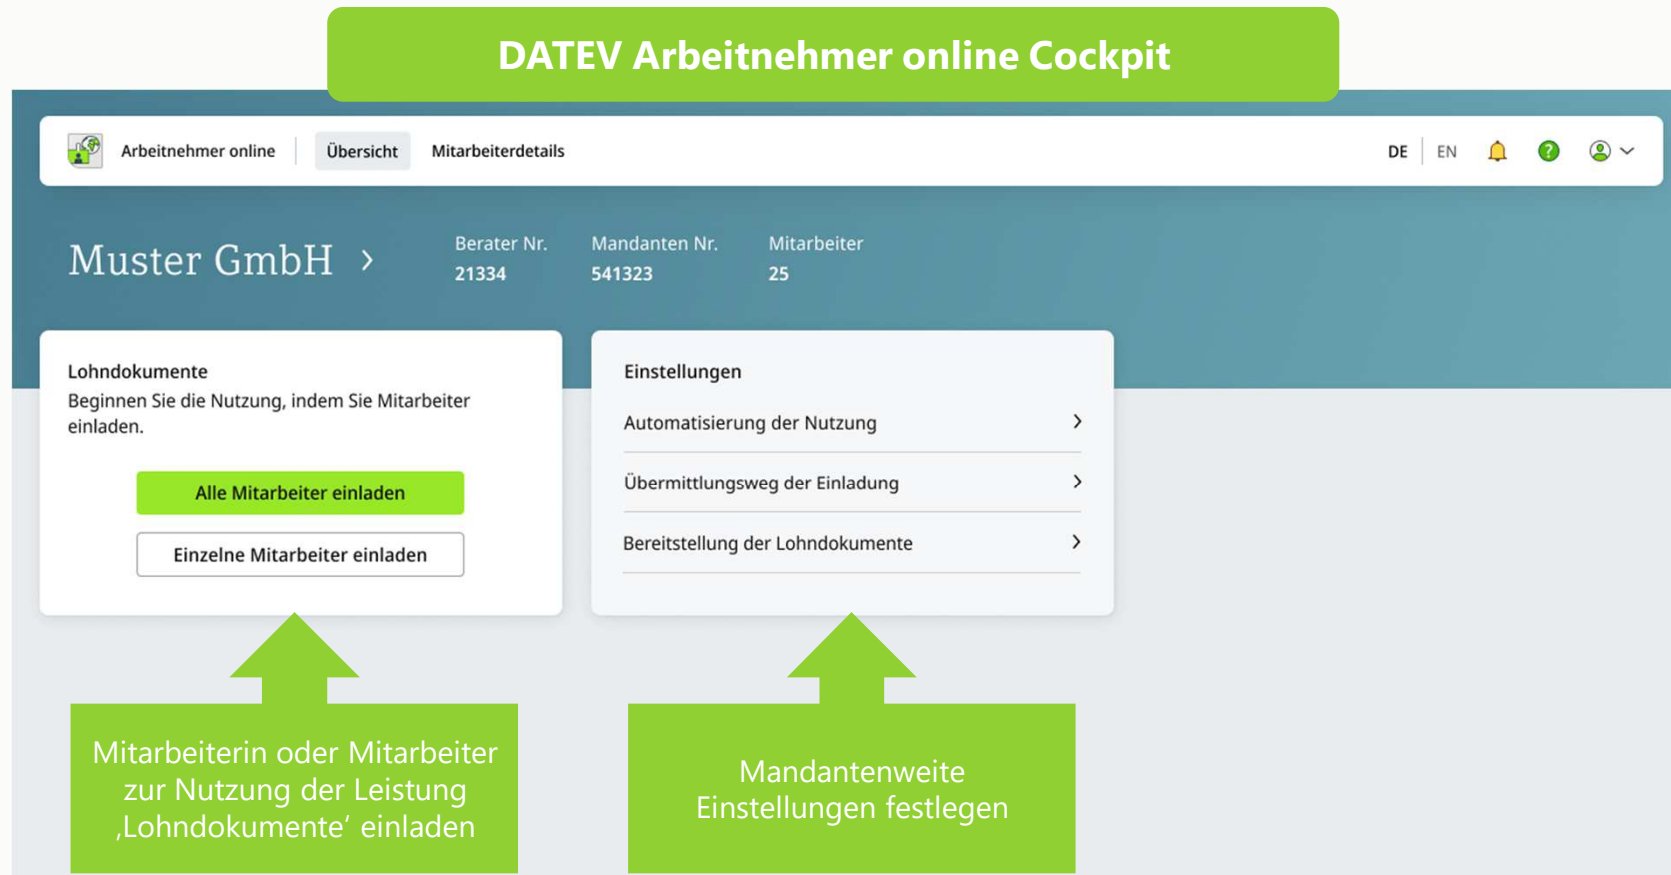 DATEV Arbeitnehmer online Cockpit
Arbeitnehmer online Übersicht Mitarbeiterdetails DE EN
Muster GmbH
Berater Nr. Mandanten Nr. Mitarbeiter
21334 541323 25
Lohndokumente
Beginnen Sie die Nutzung, indem Sie Mitarbeiter
einladen.
Alle Mitarbeiter einladen
Einzelne Mitarbeiter einladen
Einstellungen
Automatisierung der Nutzung
Übermittlungsweg der Einladung
Bereitstellung der Lohndokumente
Mitarbeiterin oder Mitarbeiter
zur Nutzung der Leistung
‚Lohndokumente‘ einladen
Mandantenweite
Einstellungen festlegen